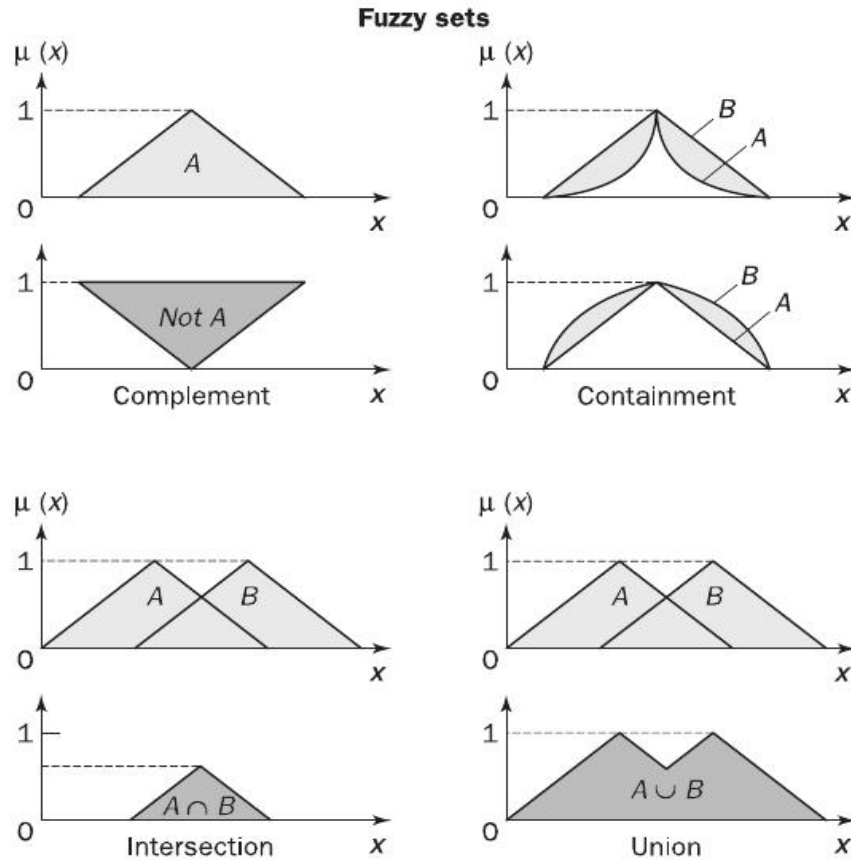 Fuzzy sets
μ (x)
1
A
0
x
1
Not A
0
x
Complement
μ (x)
1
B
A
0
x
1
B
A
0
x
Containment
μ (x)
1
A
B
0
x
1
A ∩ B
0
x
Intersection
μ (x)
1
A
B
0
x
1
A ∪ B
0
x
Union